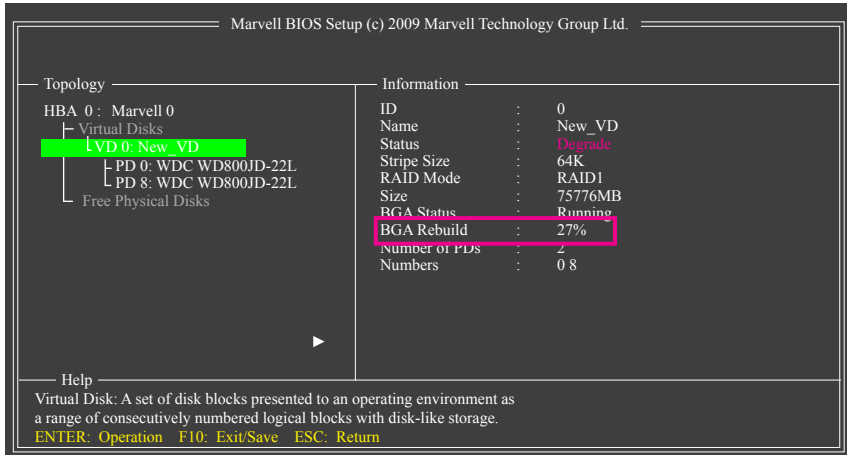 Marvell BIOS Setup (c) 2009 Marvell Technology Group Ltd.
Topology
HBA 0 : Marvell 0
Virtual Disks
VD 0: New_VD
PD 0: WDC WD800JD-22L
PD 8: WDC WD800JD-22L
Free Physical Disks
Information
ID : 0
Name : New_VD
Status : Degrade
Stripe Size : 64K
RAID Mode : RAID1
Size : 75776MB
BGA Status : Running
BGA Rebuild : 27%
Number of PDs : 2
Numbers : 0 8
Help
Virtual Disk: A set of disk blocks presented to an operating environment as
a range of consecutively numbered logical blocks with disk-like storage.
ENTER: Operation F10: Exit/Save ESC: Return